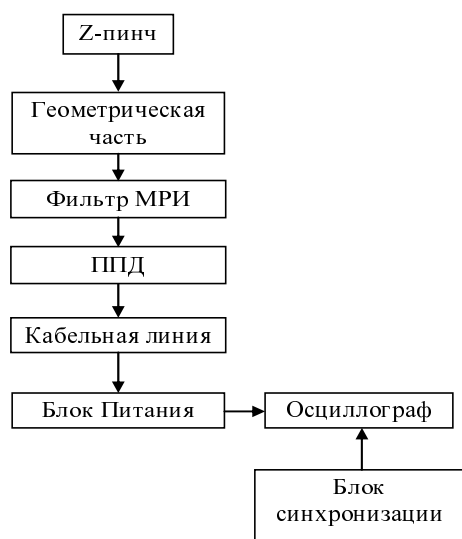 Z-пинч
Геометрическая
часть
Фильтр МРИ
ППД
Кабельная линия
Блок Питания
Осциллограф
Блок
синхронизации